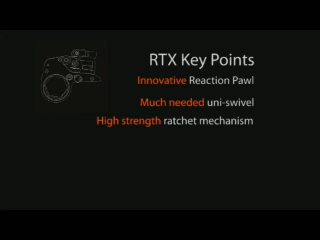 RTX Key Points
Innovative Reaction Pawl
Much needed uni-swivel
High strength ratchet mechanism